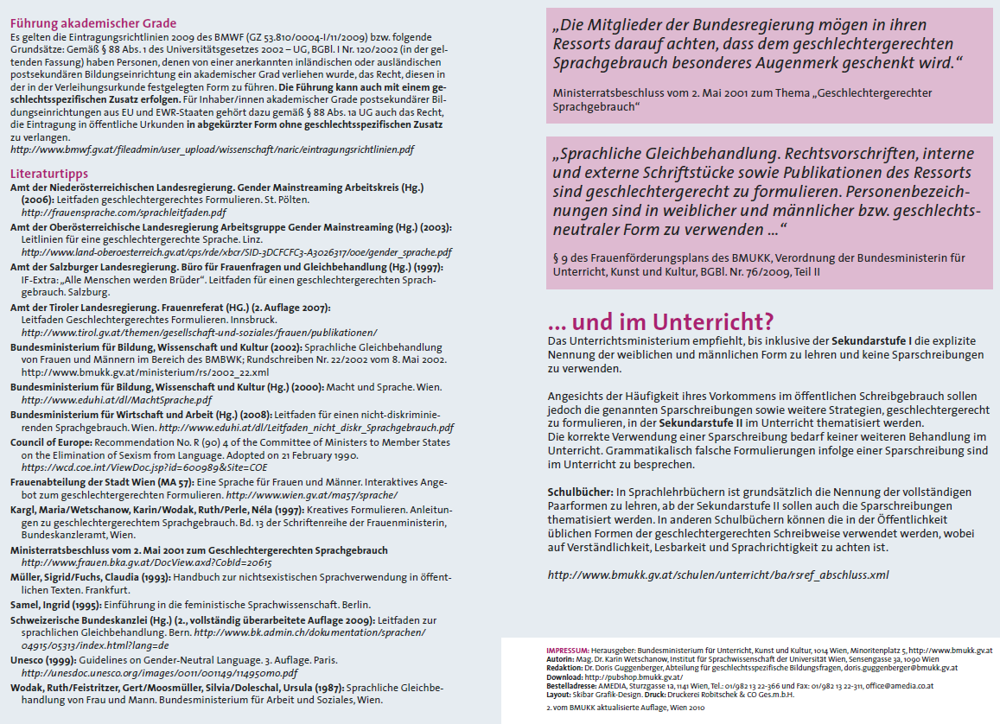 Führung akademischer Grade
Es gelten die Eintragungsrichtlinien 2009 des BMWF (GZ 53.810/0004-I/11/2009) bzw. folgende
Grundsätze: Gemäß § 88 Abs. 1 des Universitätsgesetzes 2002 – UG, BGBl. I Nr. 120/2002 (in der gel-
tenden Fassung) haben Personen, denen von einer anerkannten inländischen oder ausländischen
postsekundären Bildungseinrichtung ein akademischer Grad verliehen wurde, das Recht, diesen in
der in der Verleihungsurkunde festgelegten Form zu führen. Die Führung kann auch mit einem ge-
schlechtsspezifischen Zusatz erfolgen. Für Inhaber/innen akademischer Grade postsekundärer Bil-
dungseinrichtungen aus EU und EWR-Staaten gehört dazu gemäß § 88 Abs. 1a UG auch das Recht,
die Eintragung in öffentliche Urkunden in abgekürzter Form ohne geschlechtsspezifischen Zusatz
zu verlangen.
http://www.bmwf.gv.at/fileadmin/user_upload/wissenschaft/naric/eintragungsrichtlinien.pdf
Literaturtipps
Amt der Niederösterreichischen Landesregierung. Gender Mainstreaming Arbeitskreis (Hg.)
(2006): Leitfaden geschlechtergerechtes Formulieren. St. Pölten.
http://frauensprache.com/sprachleitfaden.pdf
Amt der Oberösterreichische Landesregierung Arbeitsgruppe Gender Mainstreaming (Hg.) (2003):
Leitlinien für eine geschlechtergerechte Sprache. Linz.
http://www.land-oberoesterreich.gv.at/cps/rde/xbcr/SID-3DCFCFC3-A3026317/ooe/gender_sprache.pdf
Amt der Salzburger Landesregierung. Büro für Frauenfragen und Gleichbehandlung (Hg.) (1997):
IF-Extra: „Alle Menschen werden Brüder“. Leitfaden für einen geschlechtergerechten Sprach-
gebrauch. Salzburg.
Amt der Tiroler Landesregierung. Frauenreferat (HG.) (2. Auflage 2007):
Leitfaden Geschlechtergerechtes Formulieren. Innsbruck.
http://www.tirol.gv.at/themen/gesellschaft-und-soziales/frauen/publikationen/
Bundesministerium für Bildung, Wissenschaft und Kultur (2002): Sprachliche Gleichbehandlung
von Frauen und Männern im Bereich des BMBWK; Rundschreiben Nr. 22/2002 vom 8. Mai 2002.
http://www.bmukk.gv.at/ministerium/rs/2002_22.xml
Bundesministerium für Bildung, Wissenschaft und Kultur (Hg.) (2000): Macht und Sprache. Wien.
http://www.eduhi.at/dl/MachtSprache.pdf
Bundesministerium für Wirtschaft und Arbeit (Hg.) (2008): Leitfaden für einen nicht-diskriminie-
renden Sprachgebrauch. Wien. http://www.eduhi.at/dl/Leitfaden_nicht_diskr_Sprachgebrauch.pdf
Council of Europe: Recommendation No. R (90) 4 of the Committee of Ministers to Member States
on the Elimination of Sexism from Language. Adopted on 21 February 1990.
https://wcd.coe.int/ViewDoc.jsp?id=600989&Site=COE
Frauenabteilung der Stadt Wien (MA 57): Eine Sprache für Frauen und Männer. Interaktives Ange-
bot zum geschlechtergerechten Formulieren. http://www.wien.gv.at/ma57/sprache/
Kargl, Maria/Wetschanow, Karin/Wodak, Ruth/Perle, Néla (1997): Kreatives Formulieren. Anleitun-
gen zu geschlechtergerechtem Sprachgebrauch. Bd. 13 der Schriftenreihe der Frauenministerin,
Bundeskanzleramt, Wien.
Ministerratsbeschluss vom 2. Mai 2001 zum Geschlechtergerechten Sprachgebrauch
http://www.frauen.bka.gv.at/DocView.axd?CobId=20615
Müller, Sigrid/Fuchs, Claudia (1993): Handbuch zur nichtsexistischen Sprachverwendung in öffent-
lichen Texten. Frankfurt.
Samel, Ingrid (1995): Einführung in die feministische Sprachwissenschaft. Berlin.
Schweizerische Bundeskanzlei (Hg.) (2., vollständig überarbeitete Auflage 2009): Leitfaden zur
sprachlichen Gleichbehandlung. Bern. http://www.bk.admin.ch/dokumentation/sprachen/
04915/05313/index.html?lang=de
Unesco (1999): Guidelines on Gender-Neutral Language. 3. Auflage. Paris.
http://unesdoc.unesco.org/images/0011/001149/114950mo.pdf
Wodak, Ruth/Feistritzer, Gert/Moosmüller, Silvia/Doleschal, Ursula (1987): Sprachliche Gleichbe-
handlung von Frau und Mann. Bundesministerium für Arbeit und Soziales, Wien.
„Die Mitglieder der Bundesregierung mögen in ihren
Ressorts darauf achten, dass dem geschlechtergerechten
Sprachgebrauch besonderes Augenmerk geschenkt wird.“
Ministerratsbeschluss vom 2. Mai 2001 zum Thema „Geschlechtergerechter
Sprachgebrauch“
„Sprachliche Gleichbehandlung. Rechtsvorschriften, interne
und externe Schriftstücke sowie Publikationen des Ressorts
sind geschlechtergerecht zu formulieren. Personenbezeich-
nungen sind in weiblicher und männlicher bzw. geschlechts-
neutraler Form zu verwenden ...“
§ 9 des Frauenförderungsplans des BMUKK, Verordnung der Bundesministerin für
Unterricht, Kunst und Kultur, BGBl. Nr. 76/2009, Teil II
... und im Unterricht?
Das Unterrichtsministerium empfiehlt, bis inklusive der Sekundarstufe I die explizite
Nennung der weiblichen und männlichen Form zu lehren und keine Sparschreibungen
zu verwenden.
Angesichts der Häufigkeit ihres Vorkommens im öffentlichen Schreibgebrauch sollen
jedoch die genannten Sparschreibungen sowie weitere Strategien, geschlechtergerecht
zu formulieren, in der Sekundarstufe II im Unterricht thematisiert werden.
Die korrekte Verwendung einer Sparschreibung bedarf keiner weiteren Behandlung im
Unterricht. Grammatikalisch falsche Formulierungen infolge einer Sparschreibung sind
im Unterricht zu besprechen.
Schulbücher: In Sprachlehrbüchern ist grundsätzlich die Nennung der vollständigen
Paarformen zu lehren, ab der Sekundarstufe II sollen auch die Sparschreibungen
thematisiert werden. In anderen Schulbüchern können die in der Öffentlichkeit
üblichen Formen der geschlechtergerechten Schreibweise verwendet werden, wobei
auf Verständlichkeit, Lesbarkeit und Sprachrichtigkeit zu achten ist.
http://www.bmukk.gv.at/schulen/unterricht/ba/rsref_abschluss.xml
IMPRESSUM: Herausgeber: Bundesministerium für Unterricht, Kunst und Kultur, 1014 Wien, Minoritenplatz 5, http://www.bmukk.gv.at
Autorin: Mag. Dr. Karin Wetschanow, Institut für Sprachwissenschaft der Universität Wien, Sensengasse 3a, 1090 Wien
Redaktion: Dr. Doris Guggenberger, Abteilung für geschlechtsspezifische Bildungsfragen, doris.guggenberger@bmukk.gv.at
Download: http://pubshop.bmukk.gv.at/
Bestelladresse: AMEDIA, Sturzgasse 1a, 1141 Wien, Tel.: 01/982 13 22-366 und Fax: 01/982 13 22-311, office@amedia.co.at
Layout: Skibar Grafik-Design. Druck: Druckerei Robitschek & CO Ges.m.b.H.
2. vom BMUKK aktualisierte Auflage, Wien 2010